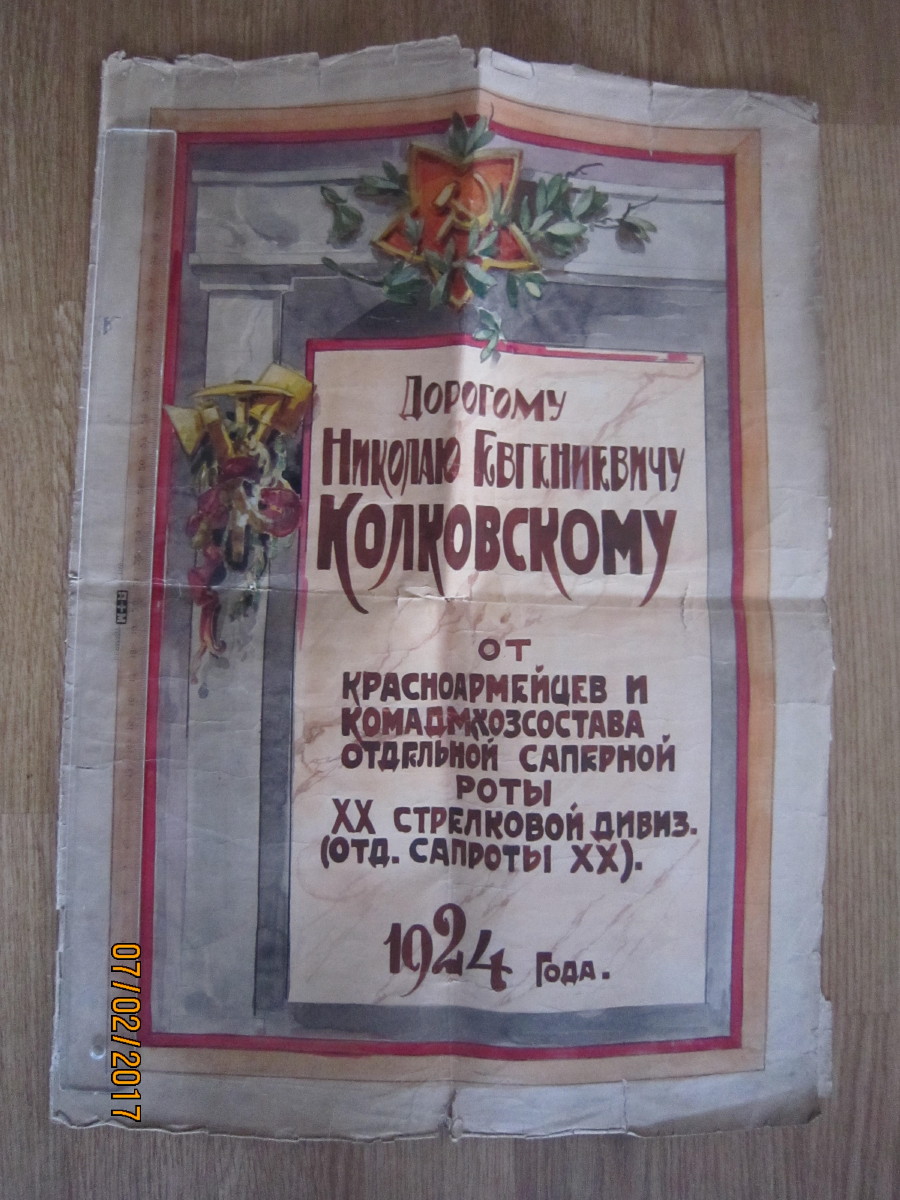 Дорогому
Николаю Евгениевичу
Колковскому
от
красноармейцев и
комадмхозсостава
отдельной саперной
роты
XX стрелковой дивиз.
(отд. сапроты XX).
1924 года.
07/02/2017